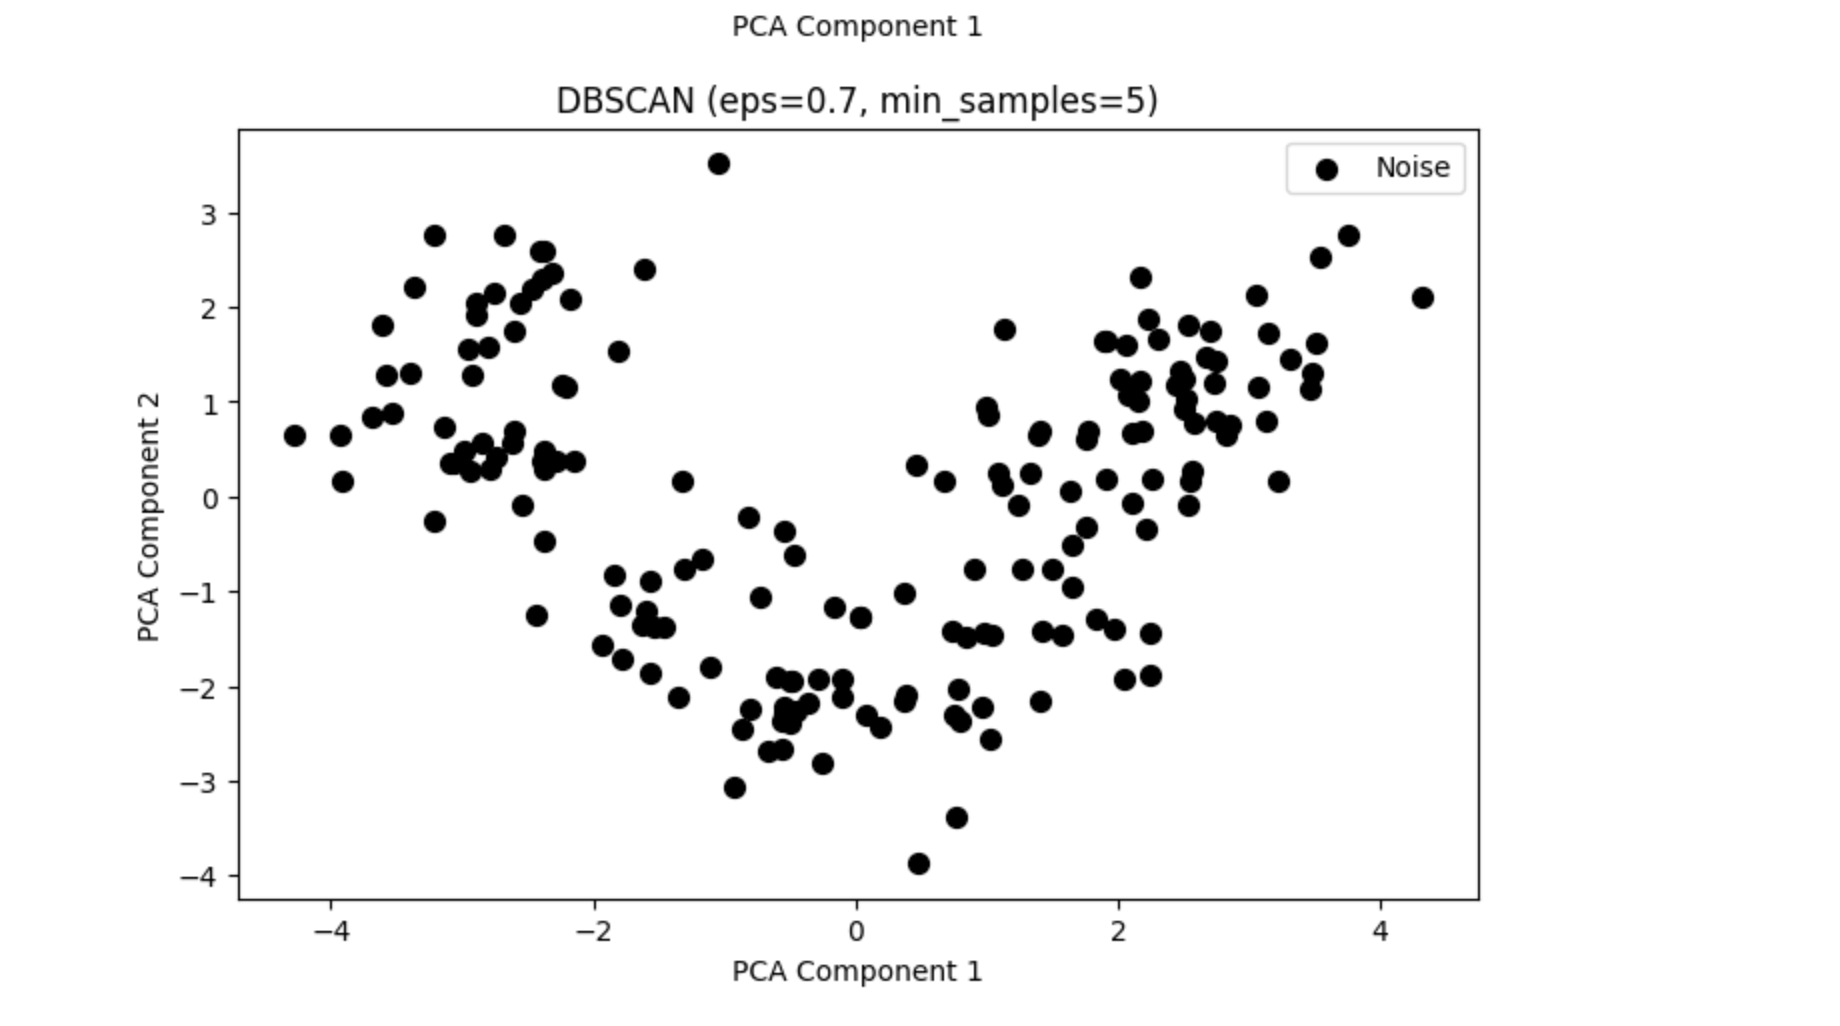 PCA Component 1
DBSCAN (eps=0.7, min_samples=5)
Noise
3
2
1
0
−1
−2
−3
−4
PCA Component 2
−4
−2
0
2
4
PCA Component 1